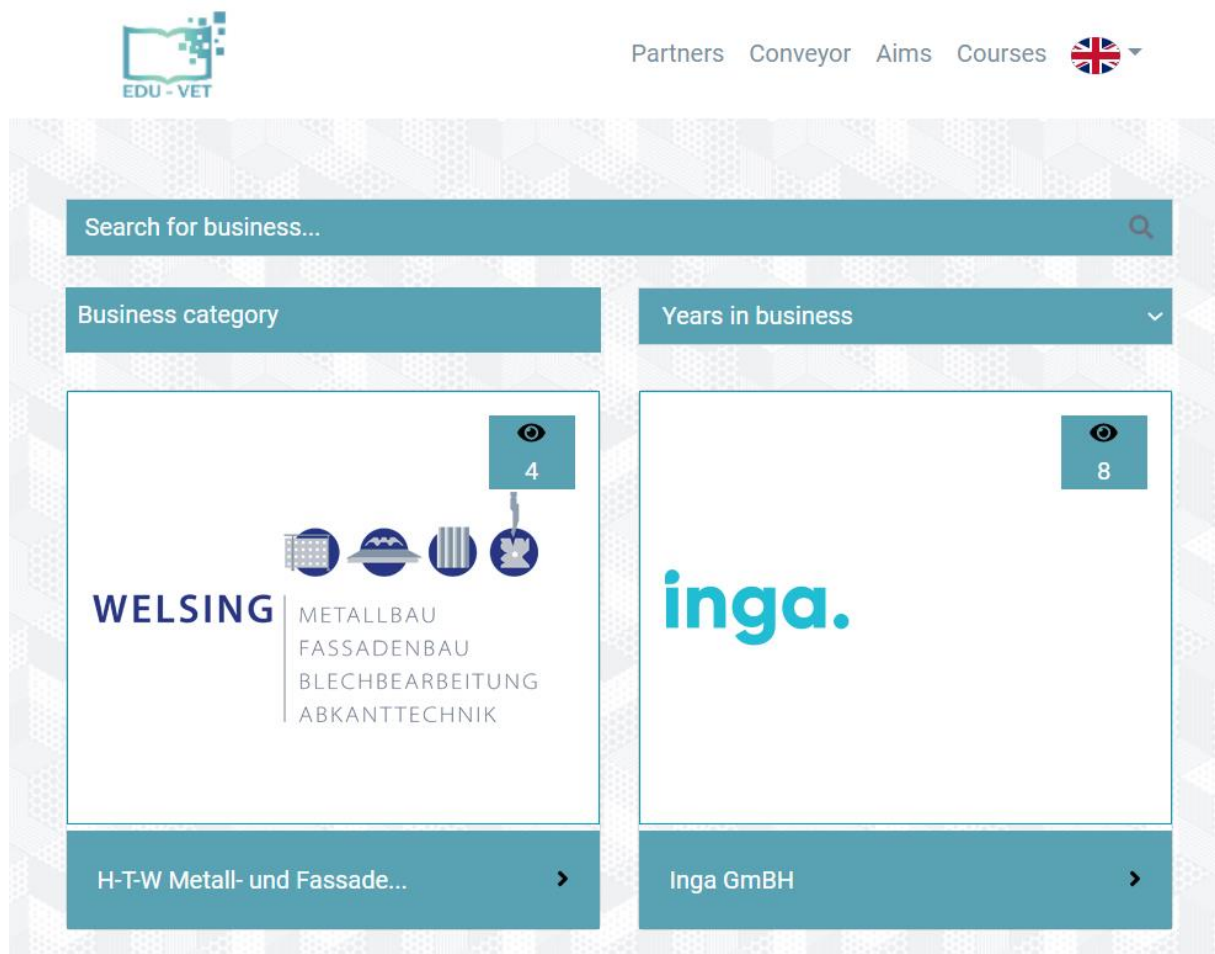 EDU - VET
Partners Conveyor Aims Courses
Search for business...
Business category
Years in business
4
8
WELSING
METALLBAU
FASSADENBAU
BLECHBEARBEITUNG
ABKANTTECHNIK
inga.
H-T-W Metall- und Fassade...
Inga GmBH